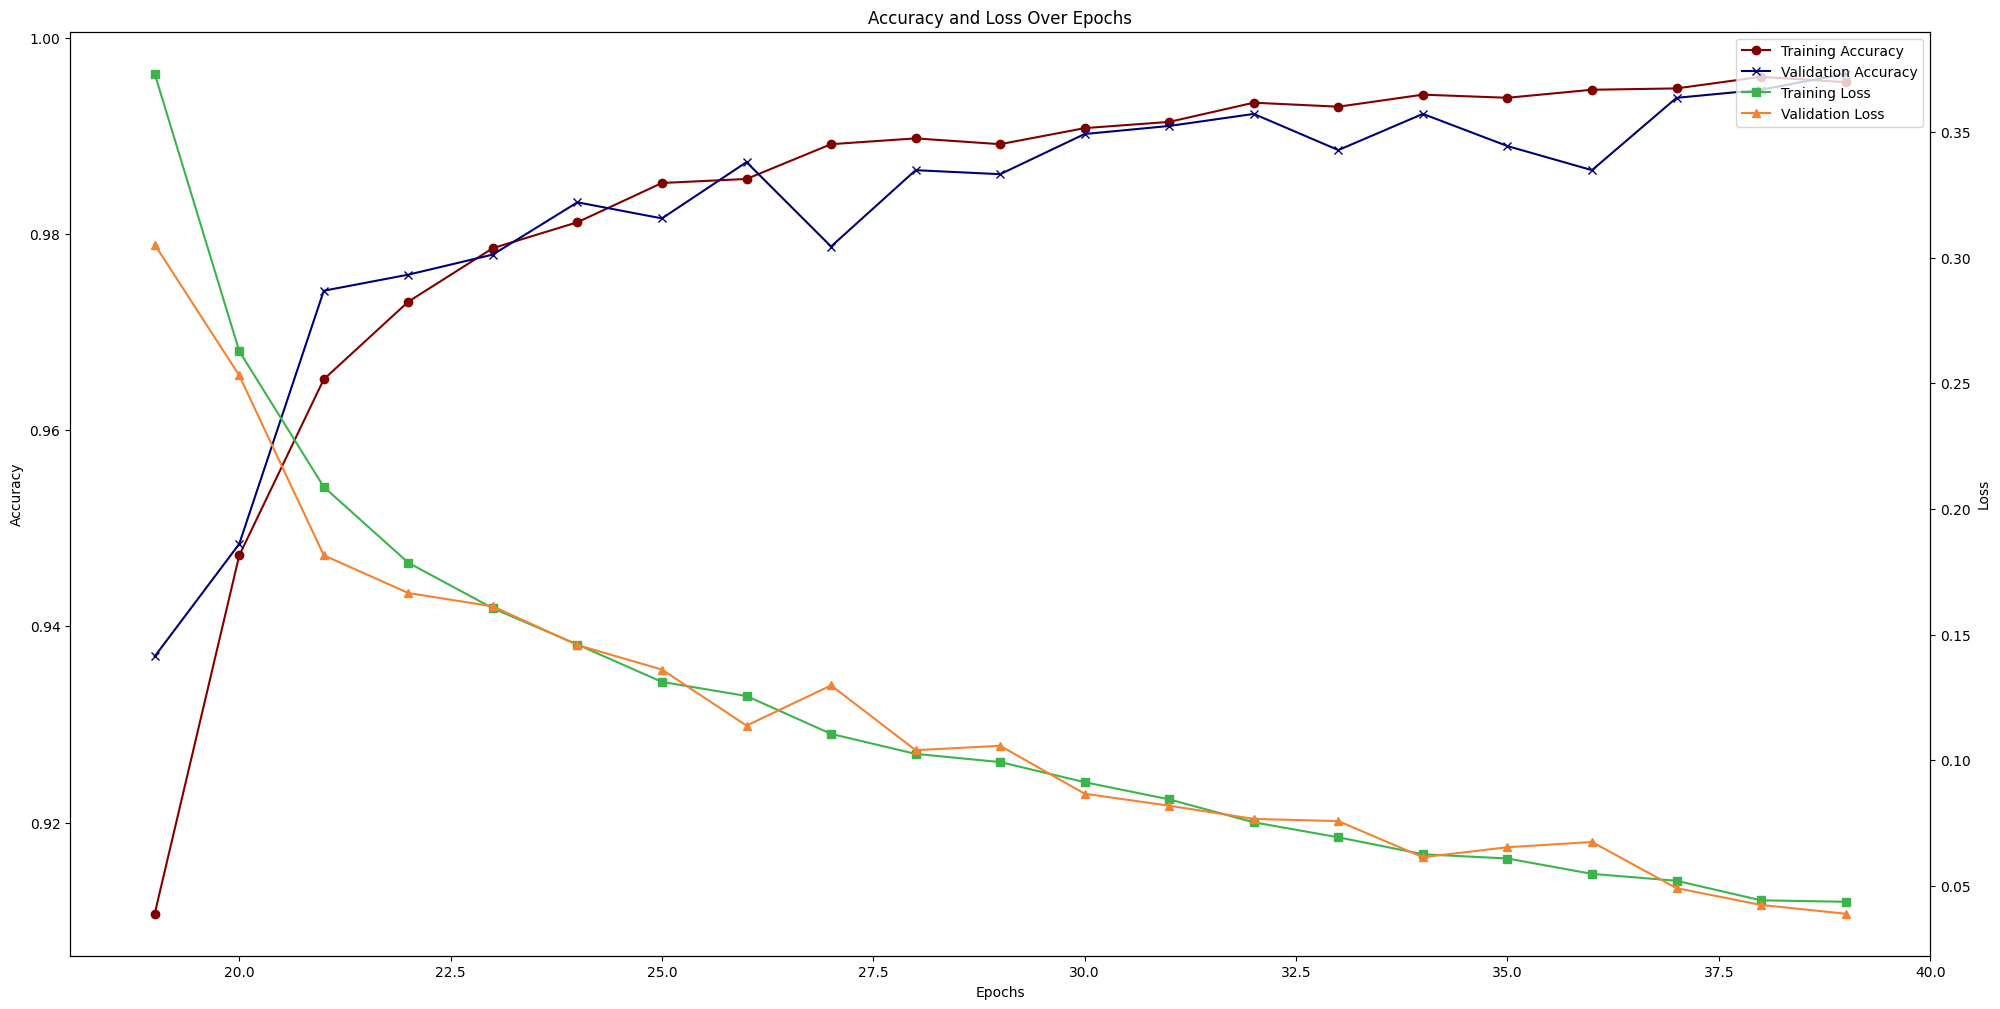 Accuracy and Loss Over Epochs
1.00
0.98
0.96
0.94
0.92
Accuracy
Training Accuracy
Validation Accuracy
Training Loss
Validation Loss
0.35
0.30
0.25
0.20
0.15
0.10
0.05
Loss
20.0
22.5
25.0
27.5
30.0
32.5
35.0
37.5
40.0
Epochs